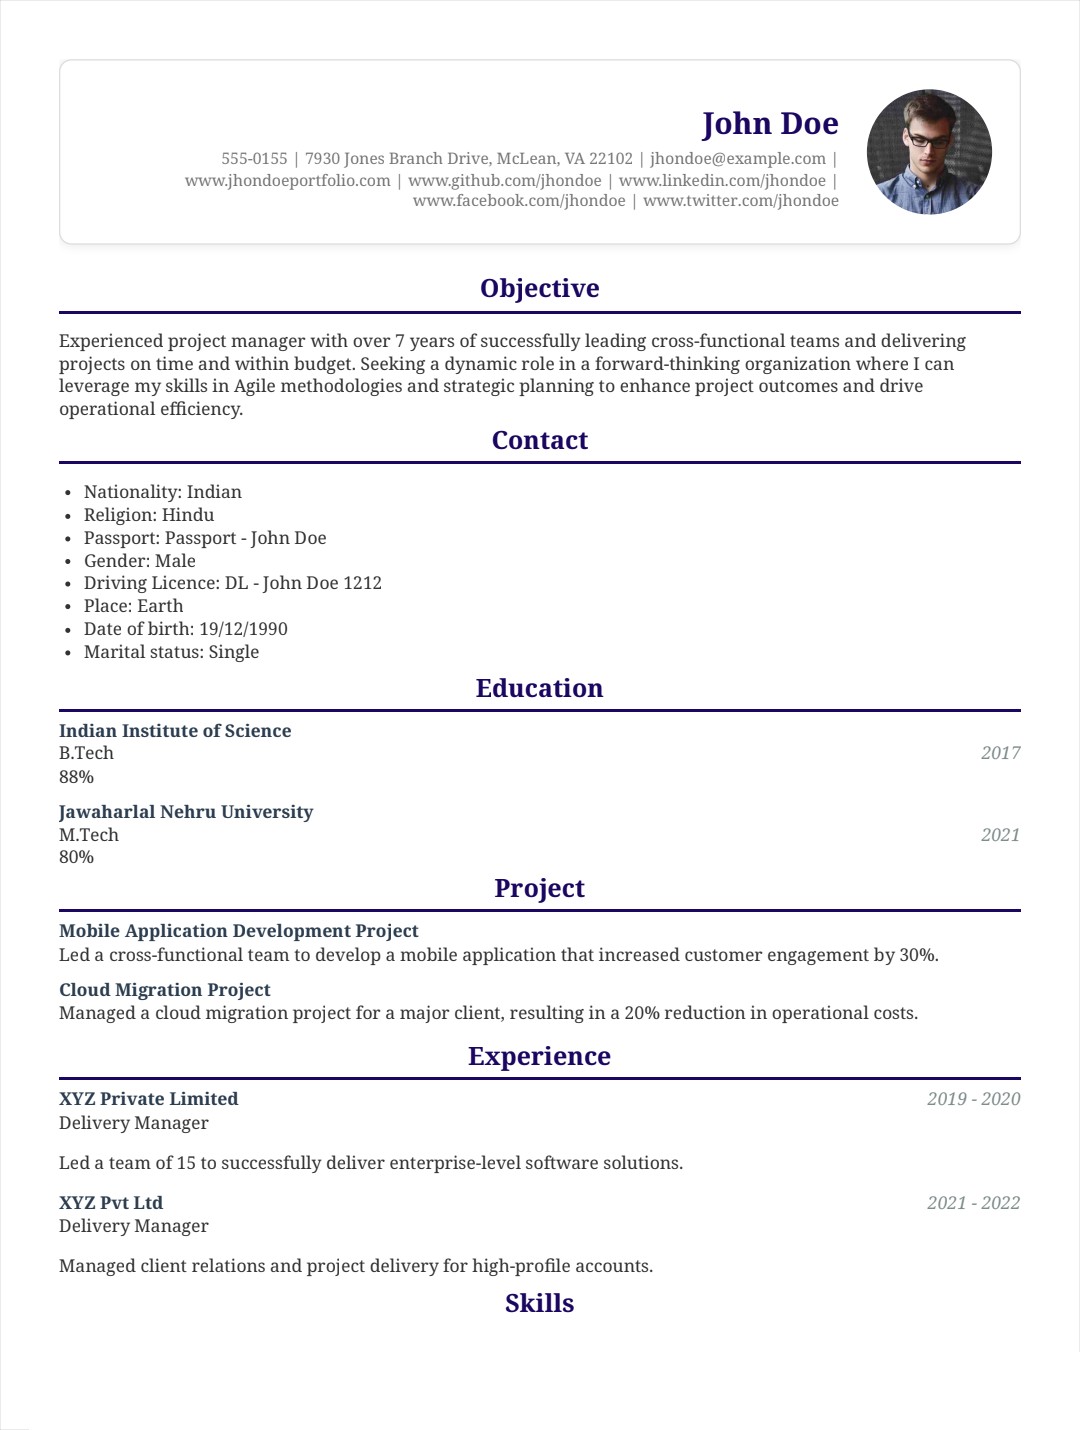 John Doe
555-0155 | 7930 Jones Branch Drive, McLean, VA 22102 | jhondoe@example.com |
www.jhondoeportfolio.com | www.github.com/jhondoe | www.linkedin.com/jhondoe |
www.facebook.com/jhondoe | www.twitter.com/jhondoe
Objective
Experienced project manager with over 7 years of successfully leading cross-functional teams and delivering
projects on time and within budget. Seeking a dynamic role in a forward-thinking organization where I can
leverage my skills in Agile methodologies and strategic planning to enhance project outcomes and drive
operational efficiency.
Contact
• Nationality: Indian
• Religion: Hindu
• Passport: Passport - John Doe
• Gender: Male
• Driving Licence: DL - John Doe 1212
• Place: Earth
• Date of birth: 19/12/1990
• Marital status: Single
Education
Indian Institute of Science
B.Tech 2017
88%
Jawaharlal Nehru University
M.Tech 2021
80%
Project
Mobile Application Development Project
Led a cross-functional team to develop a mobile application that increased customer engagement by 30%.
Cloud Migration Project
Managed a cloud migration project for a major client, resulting in a 20% reduction in operational costs.
Experience
XYZ Private Limited 2019 - 2020
Delivery Manager
Led a team of 15 to successfully deliver enterprise-level software solutions.
XYZ Pvt Ltd 2021 - 2022
Delivery Manager
Managed client relations and project delivery for high-profile accounts.
Skills